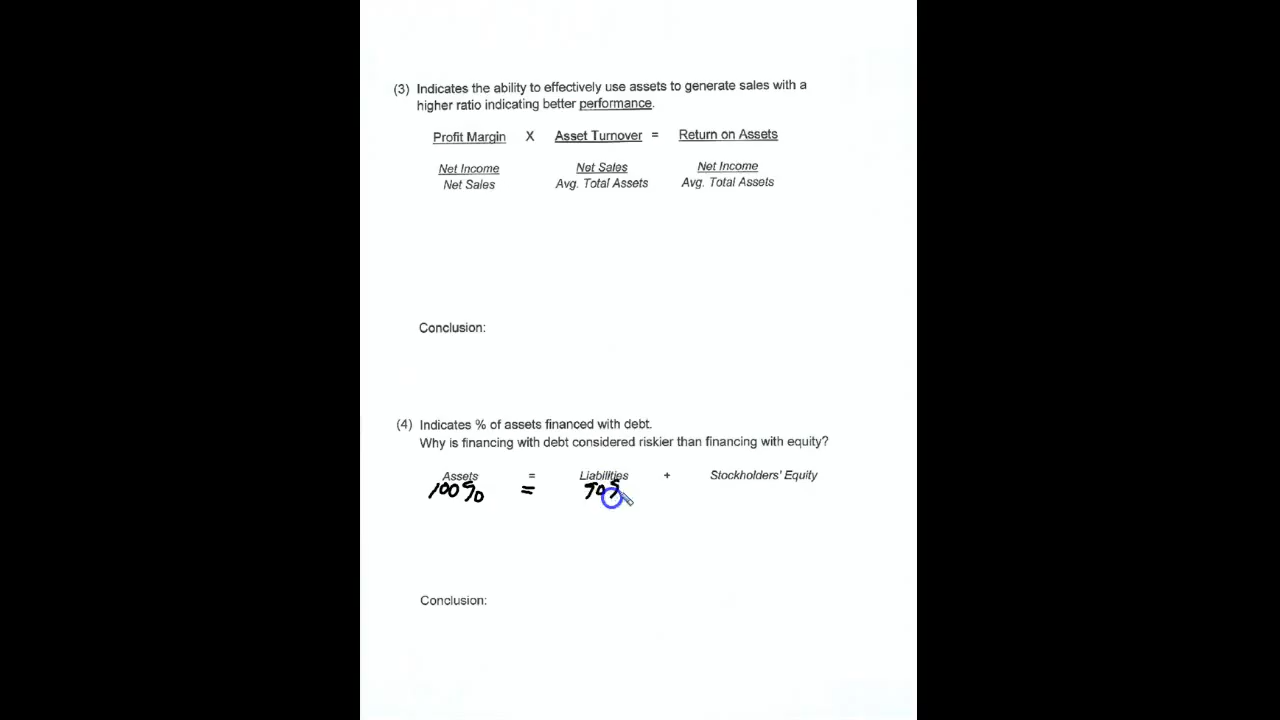 (3) Indicates the ability to effectively use assets to generate sales with a
higher ratio indicating better performance.
Profit Margin X Asset Turnover = Return on Assets
Net Income Net Sales Net Income
Net Sales Avg. Total Assets Avg. Total Assets
Conclusion:
(4) Indicates % of assets financed with debt.
Why is financing with debt considered riskier than financing with equity?
Assets = Liabilities + Stockholders' Equity
100% =
Conclusion: